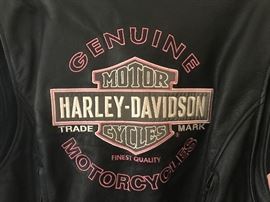 GENUINE
MOTOR
HARLEY-DAVIDSON
TRADE MARK
CYCLES
FINEST QUALITY
MOTORCYCLES